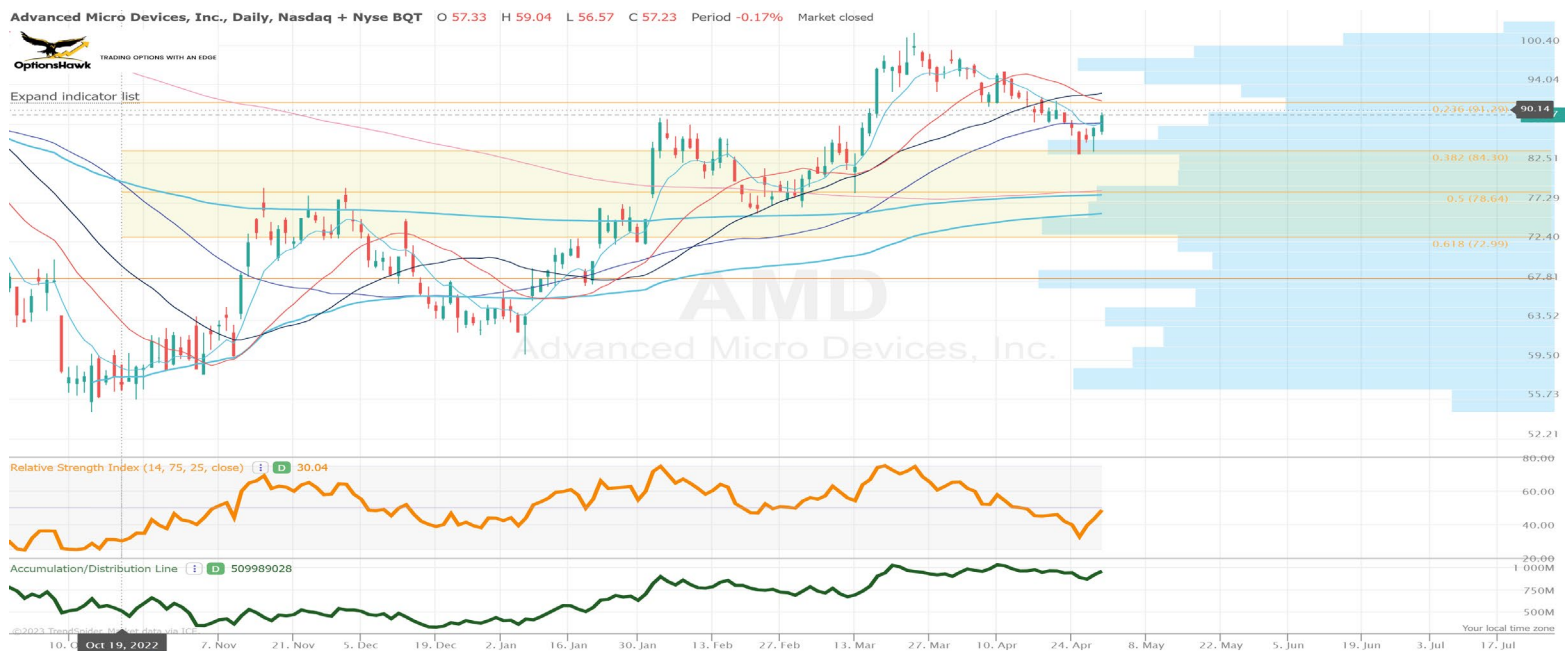 Advanced Micro Devices, Inc., Daily, Nasdaq + Nyse BQT O 57.33 H 59.04 L 56.57 C 57.23 Period -0.17% Market closed
OptionsHawk
TRADING OPTIONS WITH AN EDGE
Expand indicator list
100.40
94.04
0.236 (91.29)
90.14
7
0.382 (84.30)
82.51
0.5 (78.64)
77.29
72.40
0.618 (72.99)
67.81
AMD
63.52
Advanced Micro Devices, Inc.
59.50
55.73
52.21
Relative Strength Index (14, 75, 25, close) D 30.04
80.00
60.00
40.00
20.00
Accumulation/Distribution Line D 509989028
1 000M
750M
500M
©2023 TrendSpider. Market data via ICE.
Your local time zone
10. O Oct 19, 2022 7. Nov 21. Nov 5. Dec 19. Dec 2. Jan 16. Jan 30. Jan 13. Feb 27. Feb 13. Mar 27. Mar 10. Apr 24. Apr 8. May 22. May 5. Jun 19. Jun 3. Jul 17. Jul